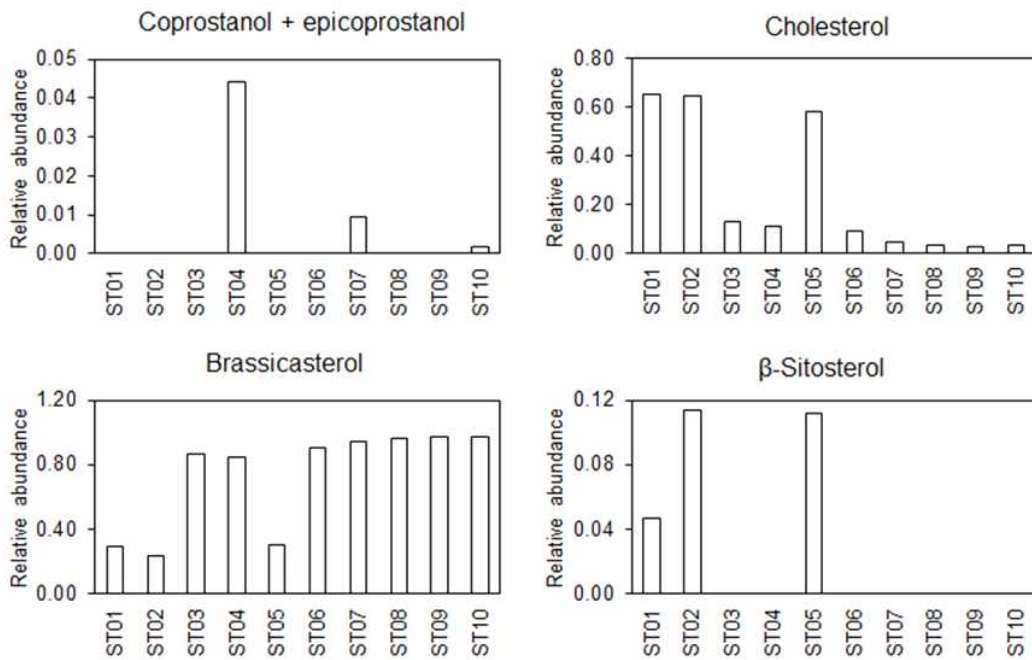 Coprostanol + epicoprostanol
Relative abundance
0.05
0.04
0.03
0.02
0.01
0.00
ST01 ST02 ST03 ST04 ST05 ST06 ST07 ST08 ST09 ST10
Cholesterol
Relative abundance
0.80
0.60
0.40
0.20
0.00
ST01 ST02 ST03 ST04 ST05 ST06 ST07 ST08 ST09 ST10
Brassicasterol
Relative abundance
1.20
0.80
0.40
0.00
ST01 ST02 ST03 ST04 ST05 ST06 ST07 ST08 ST09 ST10
β-Sitosterol
Relative abundance
0.12
0.08
0.04
0.00
ST01 ST02 ST03 ST04 ST05 ST06 ST07 ST08 ST09 ST10